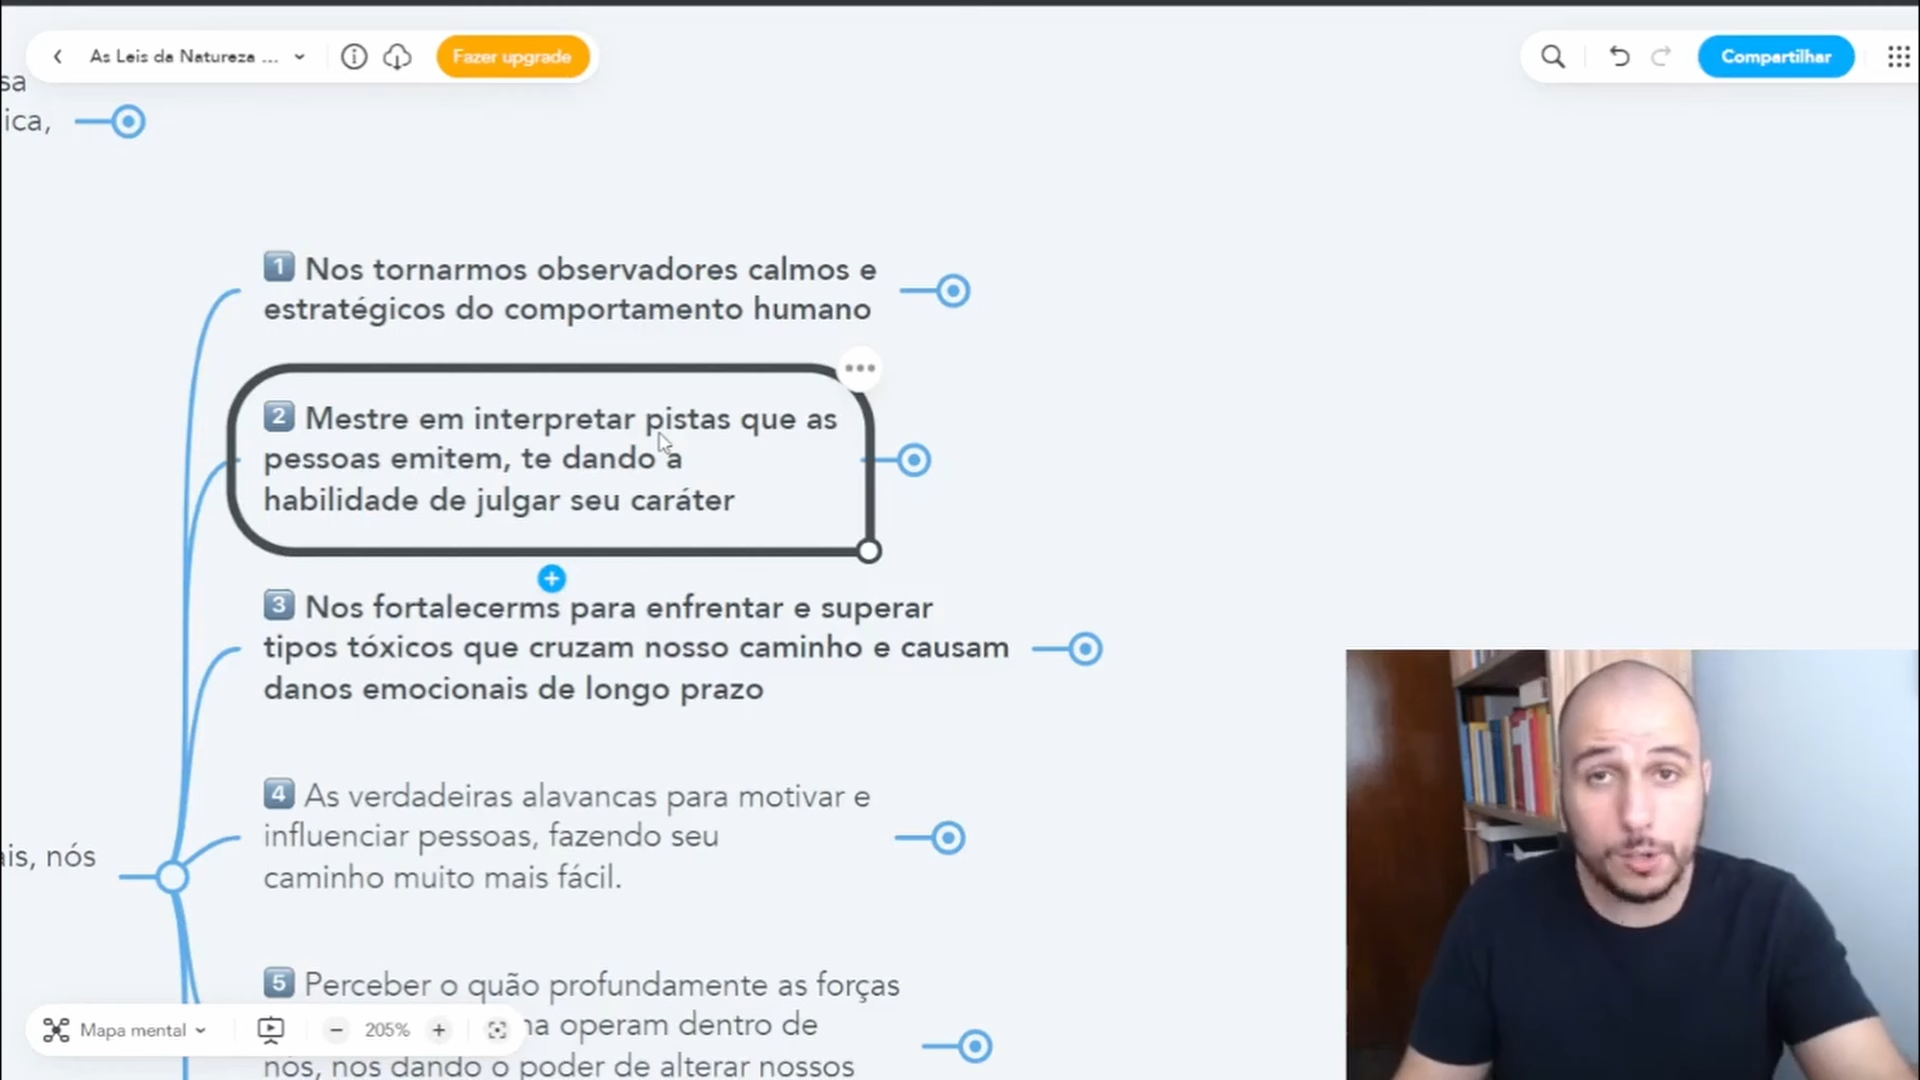 As Leis da Natureza ...
Fazer upgrade
Compartilhar
sa
ica,
1 Nos tornarmos observadores calmos e
estratégicos do comportamento humano
2 Mestre em interpretar pistas que as
pessoas emitem, te dando a
habilidade de julgar seu caráter
3 Nos fortalecerms para enfrentar e superar
tipos tóxicos que cruzam nosso caminho e causam
danos emocionais de longo prazo
4 As verdadeiras alavancas para motivar e
influenciar pessoas, fazendo seu
caminho muito mais fácil.
ais, nós
5 Perceber o quão profundamente as forças
na operam dentro de
nós, nos dando o poder de alterar nossos
Mapa mental
205%